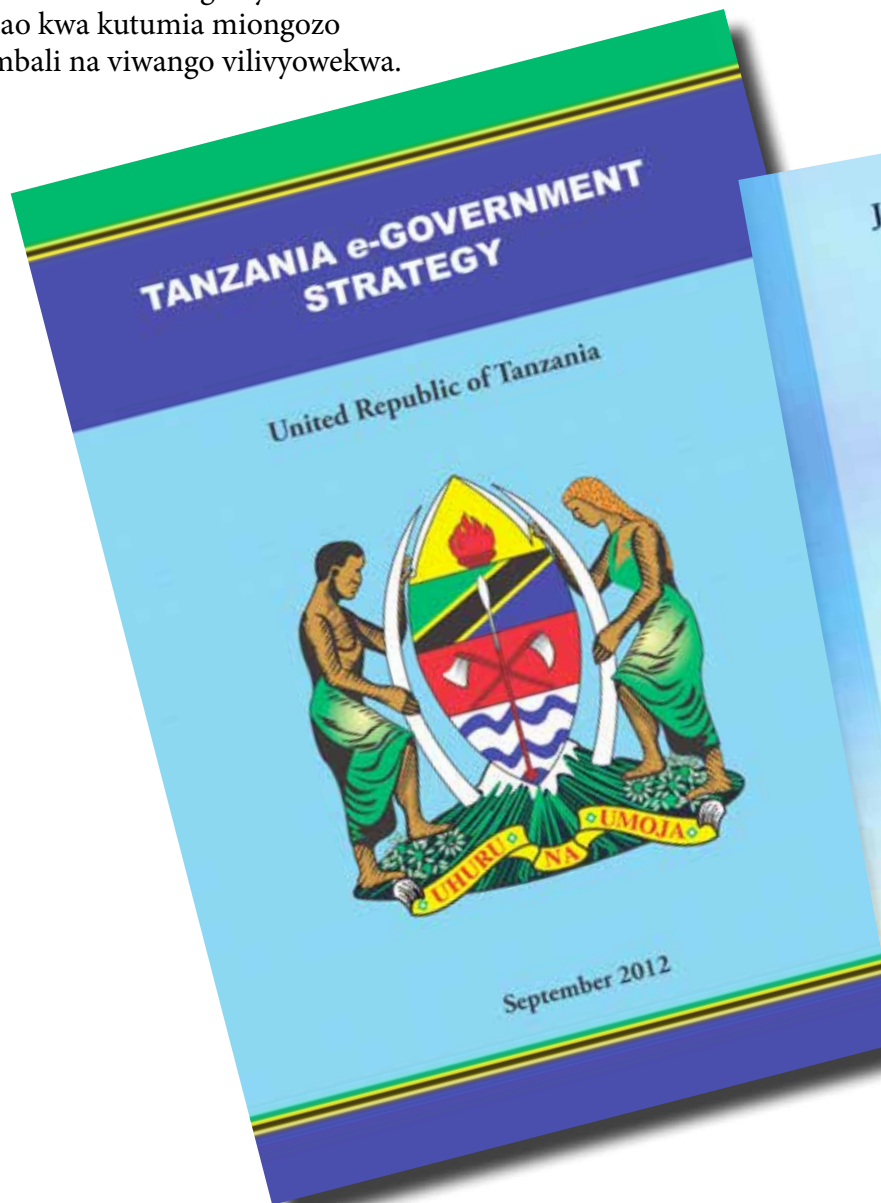 ao kwa kutumia miongozo
mbali na viwango vilivyowekwa.
TANZANIA e-GOVERNMENT
STRATEGY
United Republic of Tanzania
UHURU NA UMOJA
September 2012
J